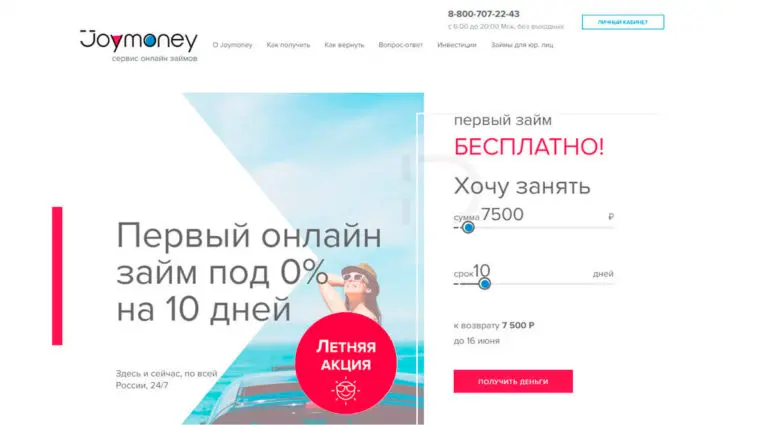 8-800-707-22-43
с 6:00 до 20:00 Мск, без выходных
ЛИЧНЫЙ КАБИНЕТ
Joymoney
сервис онлайн займов
О Joymoney Как получить Как вернуть Вопрос-ответ Инвестиции Займы для юр. лиц
Первый онлайн
займ под 0%
на 10 дней
Здесь и сейчас, по всей
России, 24/7
Летняя
акция
первый займ
БЕСПЛАТНО!
Хочу занять
сумма 7500 ₽
срок 10 дней
к возврату 7 500 Р
до 16 июня
ПОЛУЧИТЬ ДЕНЬГИ